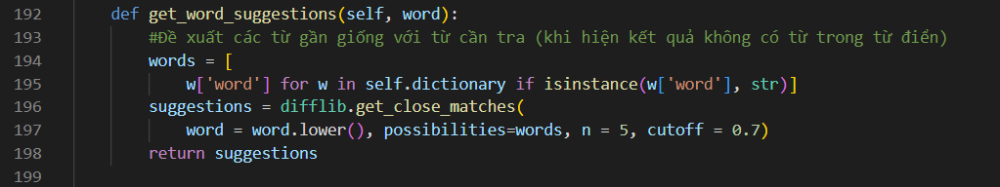 192 def get_word_suggestions(self, word):
193 #Đề xuất các từ gần giống với từ cần tra (khi hiện kết quả không có từ trong từ điển)
194 words = [
195 w['word'] for w in self.dictionary if isinstance(w['word'], str)]
196 suggestions = difflib.get_close_matches(
197 word = word.lower(), possibilities=words, n = 5, cutoff = 0.7)
198 return suggestions
199